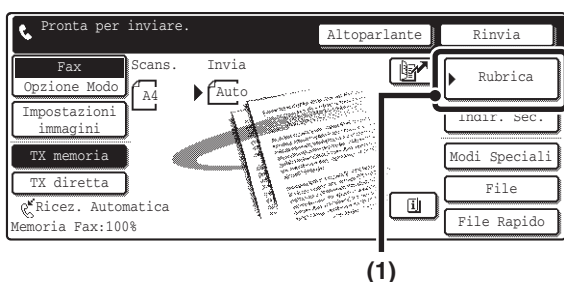 Pronta per inviare.
Altoparlante
Rinvia
Fax
Opzione Modo
Scans.
A4
Invia
Auto
Rubrica
Impostazioni
immagini
Indir. Sec.
TX memoria
Modi Speciali
TX diretta
File
Ricez. Automatica
Memoria Fax:100%
File Rapido
(1)